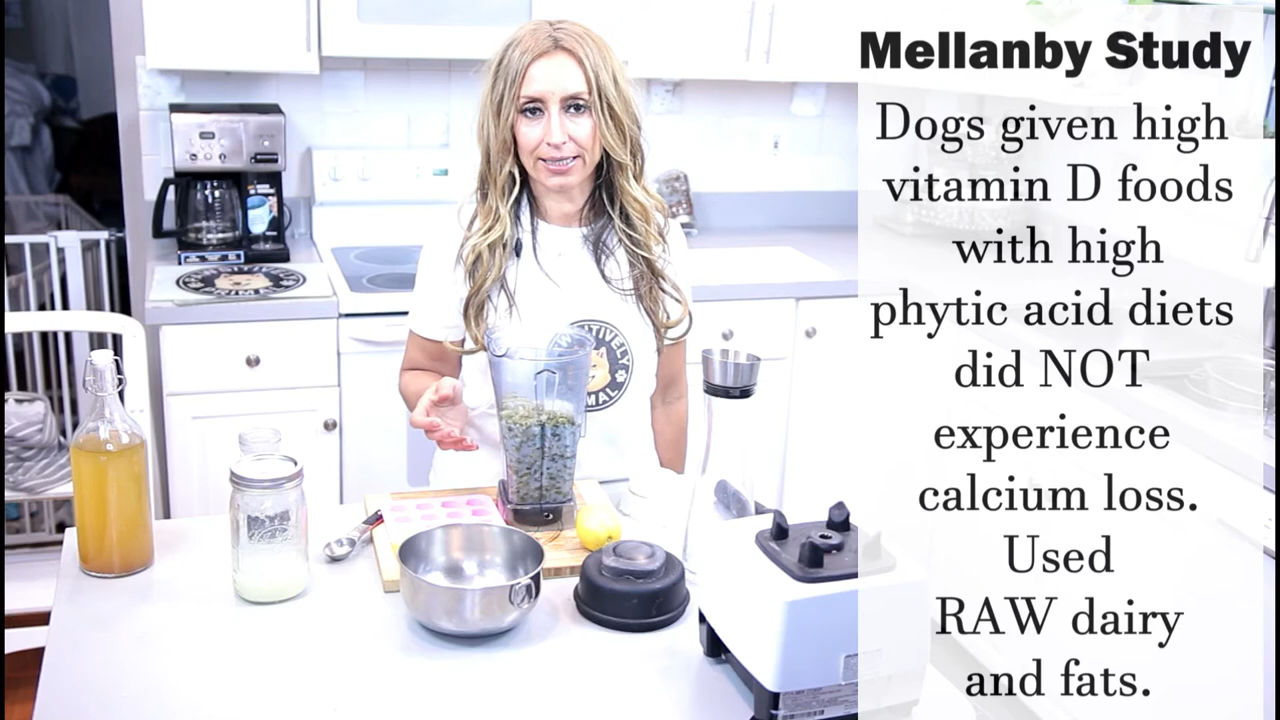 Mellanby Study
Dogs given high
vitamin D foods
with high
phytic acid diets
did NOT
experience
calcium loss.
Used
RAW dairy
and fats.